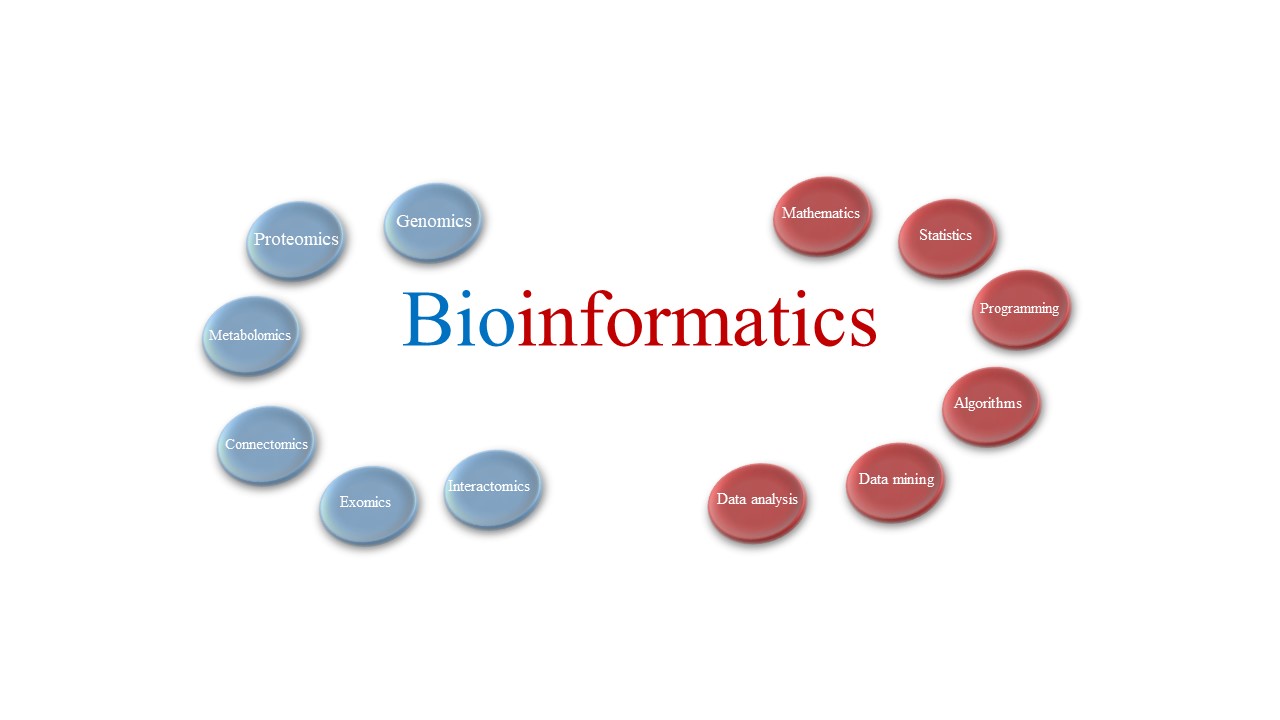 Genomics
Proteomics
Metabolomics
Connectomics
Exomics
Interactomics
Bioinformatics
Mathematics
Statistics
Programming
Algorithms
Data mining
Data analysis